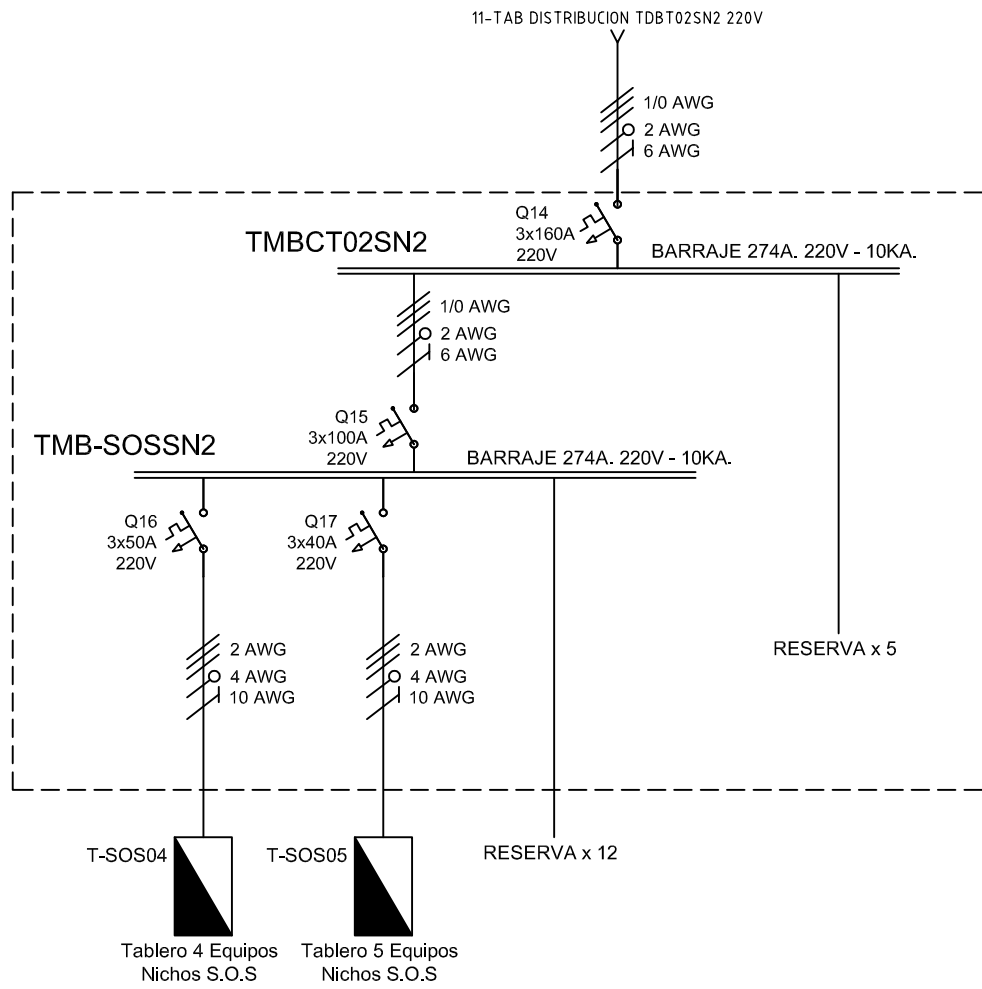 11-TAB DISTRIBUCION TDBT02SN2 220V
1/0 AWG
2 AWG
6 AWG
Q14
3x160A
220V
TMBCT02SN2
BARRAJE 274A. 220V - 10KA.
1/0 AWG
2 AWG
6 AWG
Q15
3x100A
220V
TMB-SOSSN2
BARRAJE 274A. 220V - 10KA.
Q16
3x50A
220V
Q17
3x40A
220V
2 AWG
4 AWG
10 AWG
2 AWG
4 AWG
10 AWG
RESERVA x 5
T-SOS04
T-SOS05
RESERVA x 12
Tablero 4 Equipos
Nichos S.O.S
Tablero 5 Equipos
Nichos S.O.S